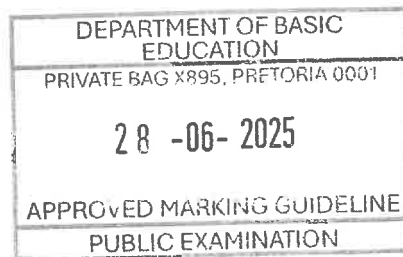 DEPARTMENT OF BASIC
EDUCATION
PRIVATE BAG X895, PRETORIA 0001
28 -06- 2025
APPROVED MARKING GUIDELINE
PUBLIC EXAMINATION